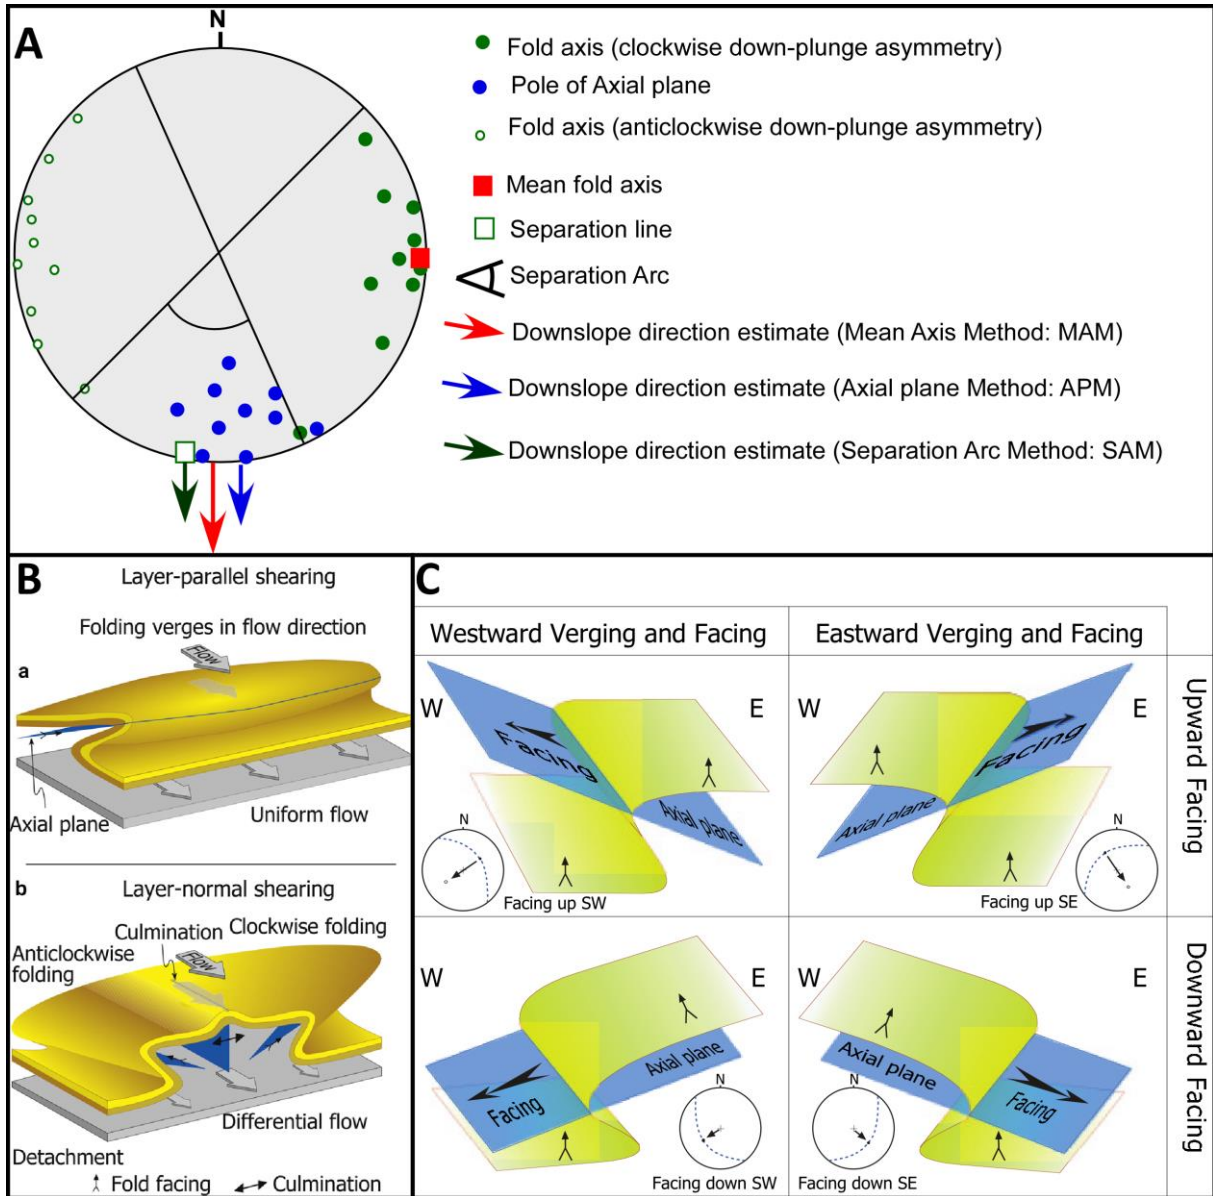 A
N
Fold axis (clockwise down-plunge asymmetry)
Pole of Axial plane
Fold axis (anticlockwise down-plunge asymmetry)
Mean fold axis
Separation line
Separation Arc
Downslope direction estimate (Mean Axis Method: MAM)
Downslope direction estimate (Axial plane Method: APM)
Downslope direction estimate (Separation Arc Method: SAM)
B
Layer-parallel shearing
Folding verges in flow direction
a
Flow
Axial plane
Uniform flow
b
Layer-normal shearing
Culmination
Clockwise folding
Anticlockwise
folding
Flow
Differential flow
Detachment
Fold facing
Culmination
C
Westward Verging and Facing
Eastward Verging and Facing
Upward Facing
W
E
Facing
Axial plane
N
Facing up SW
W
E
Facing
Axial plane
N
Facing up SE
Downward Facing
W
E
Axial plane
Facing
N
Facing down SW
W
E
Axial plane
Facing
N
Facing down SE